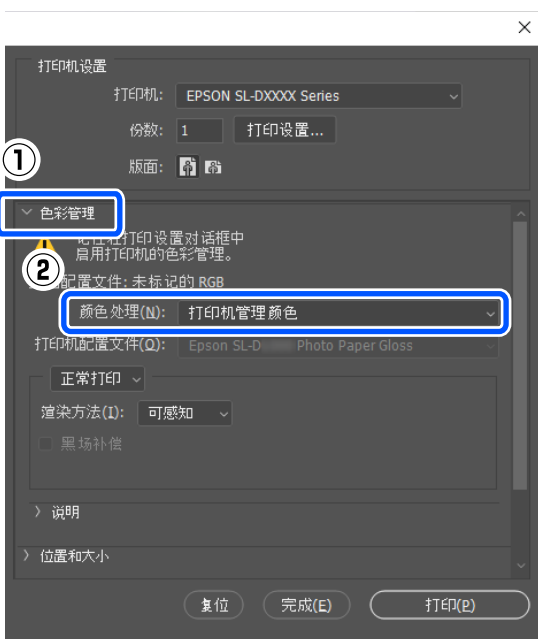 打印机设置
打印机: EPSON SL-DXXXX Series
份数: 1 打印设置...
版面:
①
色彩管理
记住在打印设置对话框中
启用打印机的色彩管理。
②
配置文件: 未标记的 RGB
颜色处理(N): 打印机管理颜色
打印机配置文件(O): Epson SL-D Photo Paper Gloss
正常打印
渲染方法(I): 可感知
黑场补偿
说明
位置和大小
复位 完成(E) 打印(P)